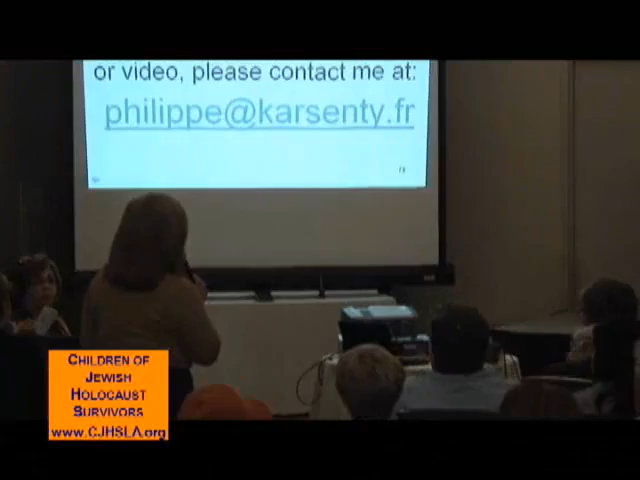 or video, please contact me at:
philippe@karsenty.fr
CHILDREN OF
JEWISH
HOLOCAUST
SURVIVORS
www.CJHSLA.org